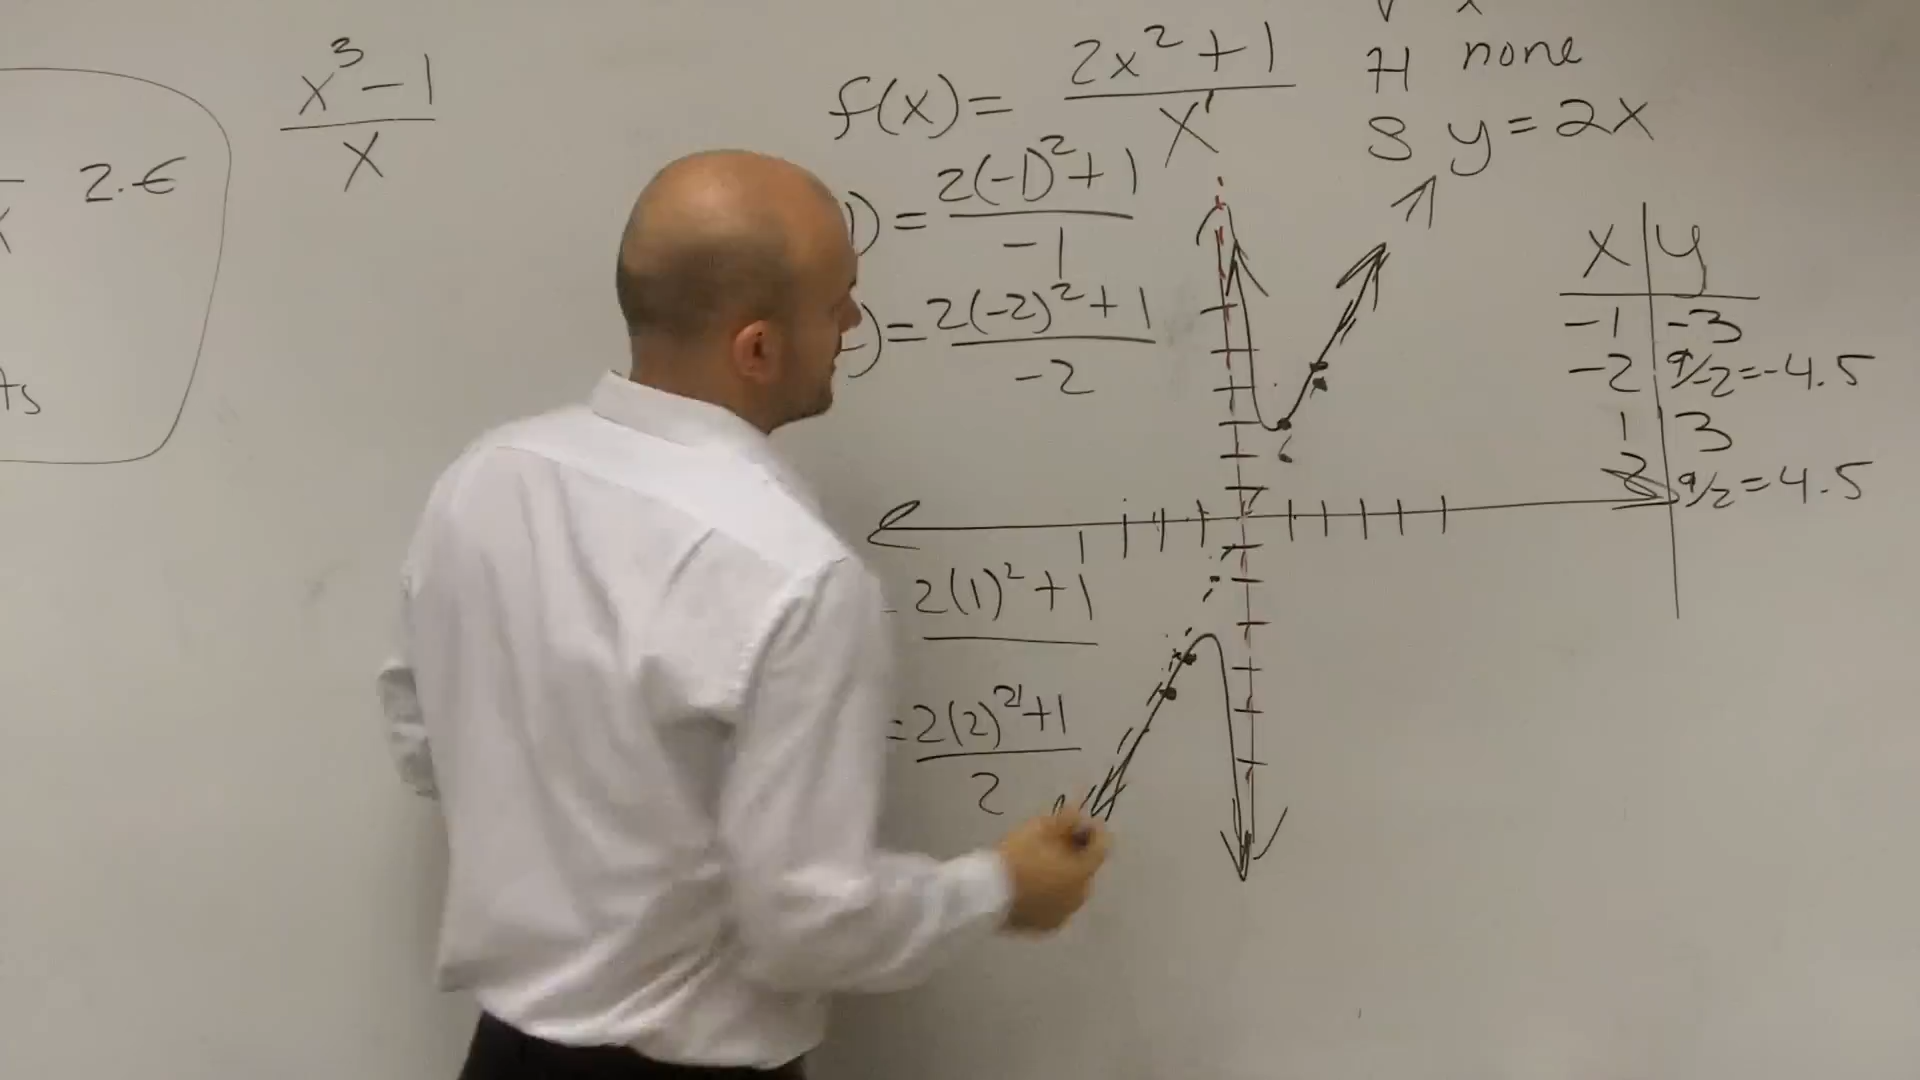 x³ - 1
x
2.€
ts
f(x) = 2x² + 1
x¹
) = 2(-1)² + 1
-1
) = 2(-2)² + 1
-2
2(1)² + 1
= 2(2)² + 1
2
H none
S y = 2x
x y
-1 -3
-2 9/-2 = -4.5
1 3
2 9/2 = 4.5